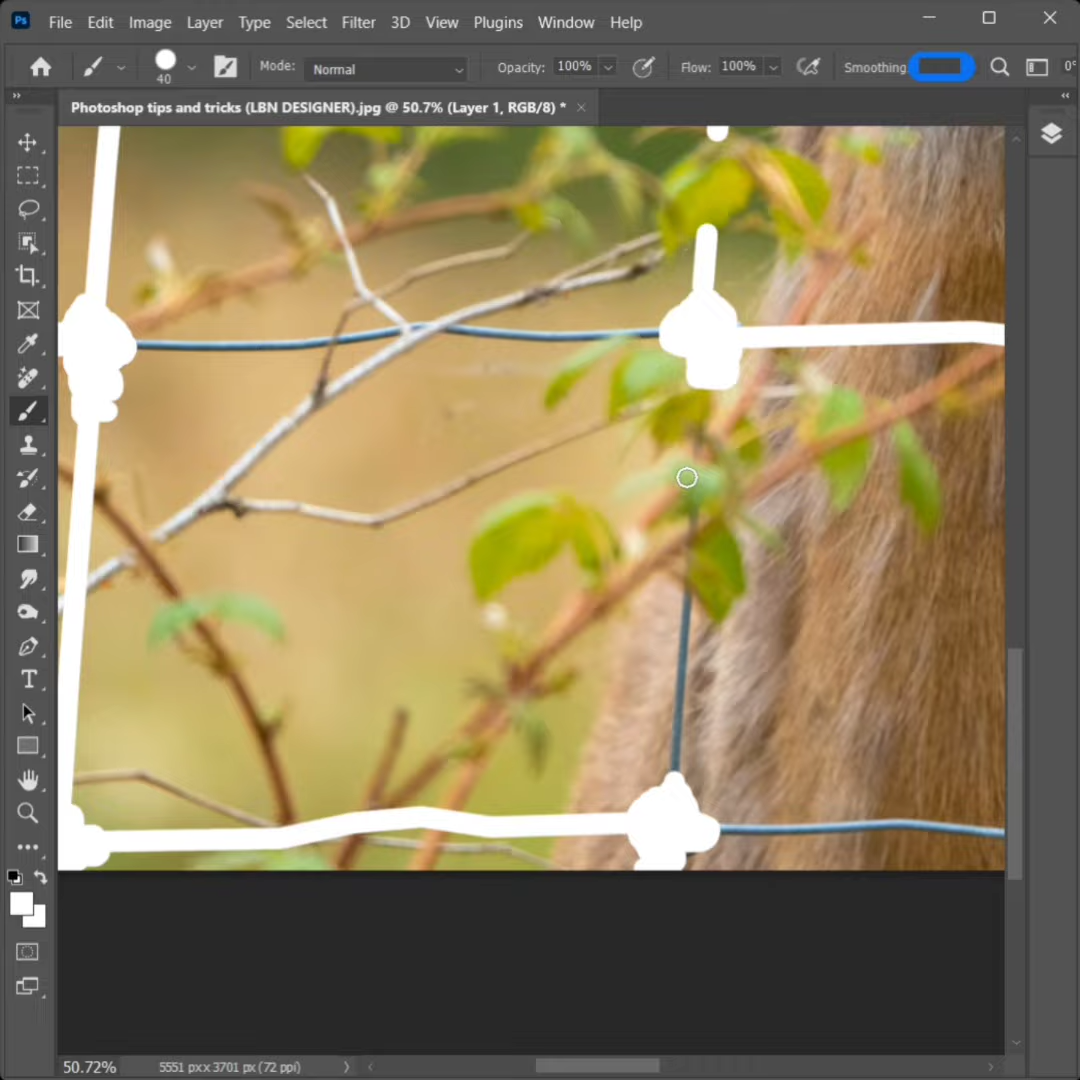 Ps File Edit Image Layer Type Select Filter 3D View Plugins Window Help
40 Mode: Normal Opacity: 100% Flow: 100% Smoothing 0°
Photoshop tips and tricks (LBN DESIGNER).jpg @ 50.7% (Layer 1, RGB/8) *
T
50.72% 5551 pxx 3701 px (72 ppi)